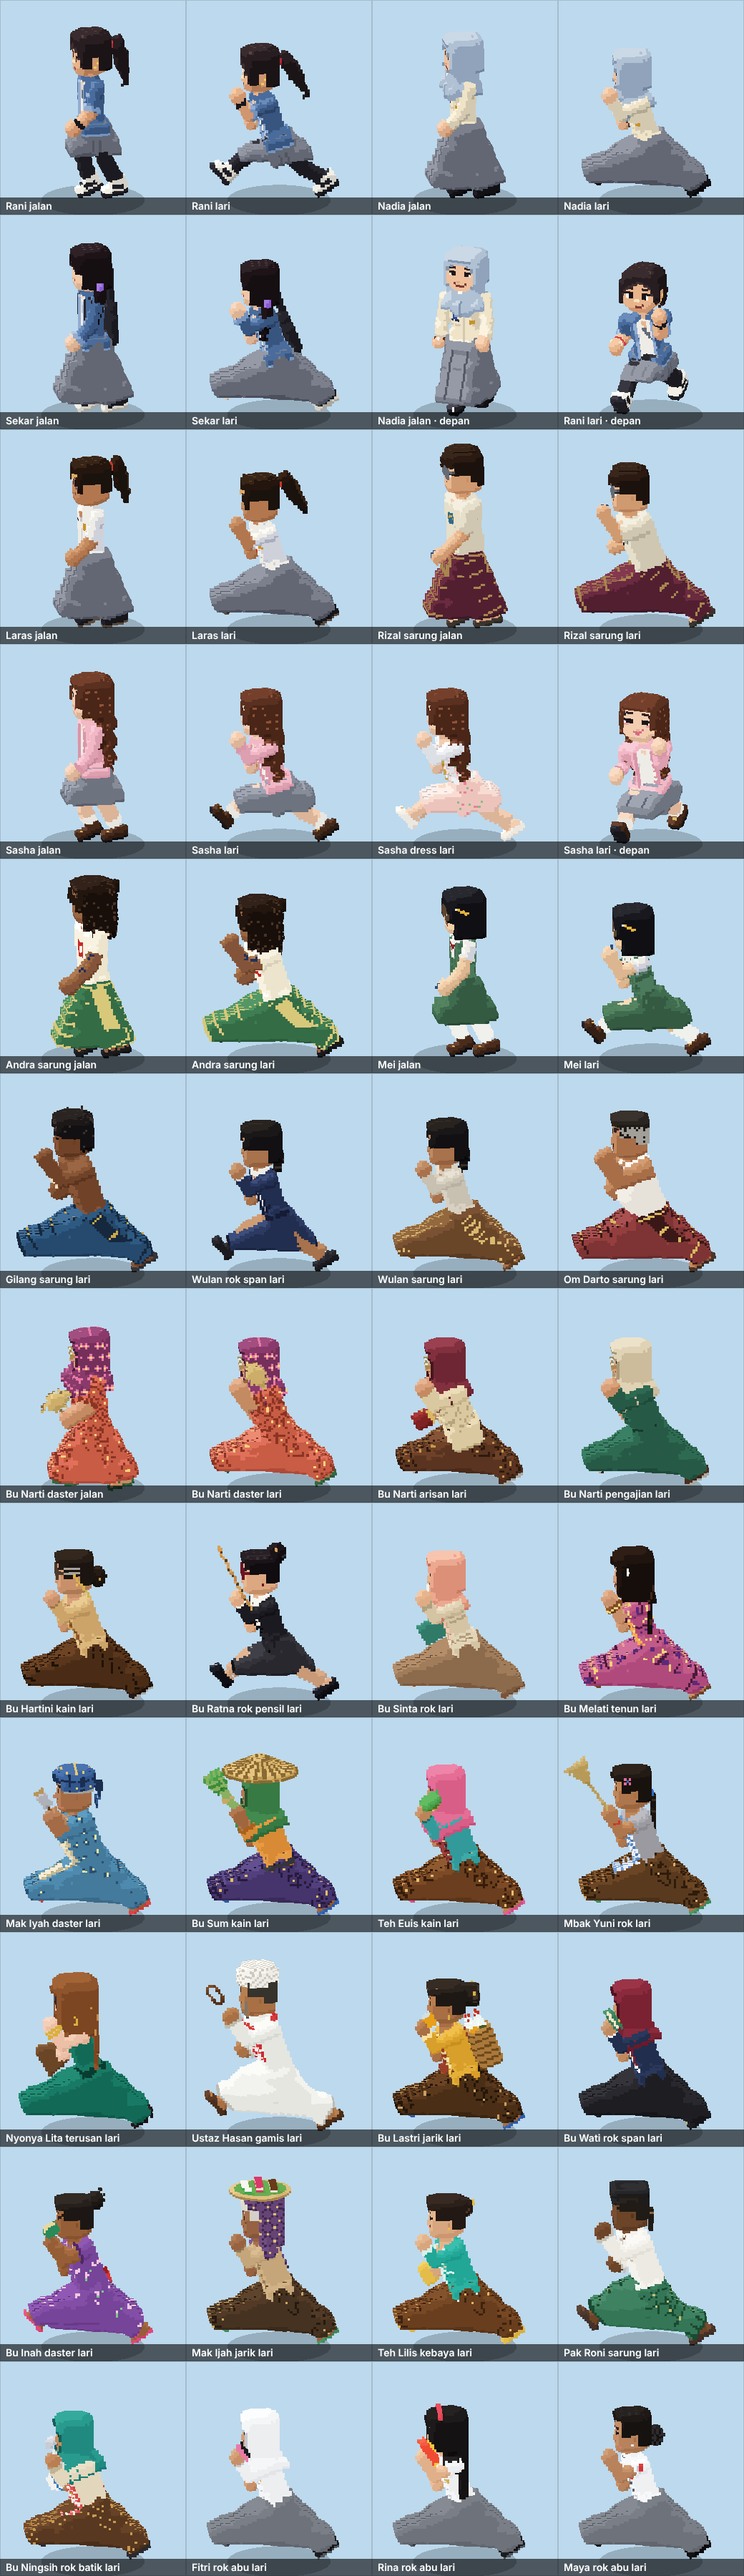 Rani jalan
Rani lari
Nadia jalan
Nadia lari
Sekar jalan
Sekar lari
Nadia jalan · depan
Rani lari · depan
Laras jalan
Laras lari
Rizal sarung jalan
Rizal sarung lari
Sasha jalan
Sasha lari
Sasha dress lari
Sasha lari · depan
Andra sarung jalan
Andra sarung lari
Mei jalan
Mei lari
Gilang sarung lari
Wulan rok span lari
Wulan sarung lari
Om Darto sarung lari
Bu Narti daster jalan
Bu Narti daster lari
Bu Narti arisan lari
Bu Narti pengajian lari
Bu Hartini kain lari
Bu Ratna rok pensil lari
Bu Sinta rok lari
Bu Melati tenun lari
Mak Iyah daster lari
Bu Sum kain lari
Teh Euis kain lari
Mbak Yuni rok lari
Nyonya Lita terusan lari
Ustaz Hasan gamis lari
Bu Lastri jarik lari
Bu Wati rok span lari
Bu Inah daster lari
Mak Ijah jarik lari
Teh Lilis kebaya lari
Pak Roni sarung lari
Bu Ningsih rok batik lari
Fitri rok abu lari
Rina rok abu lari
Maya rok abu lari